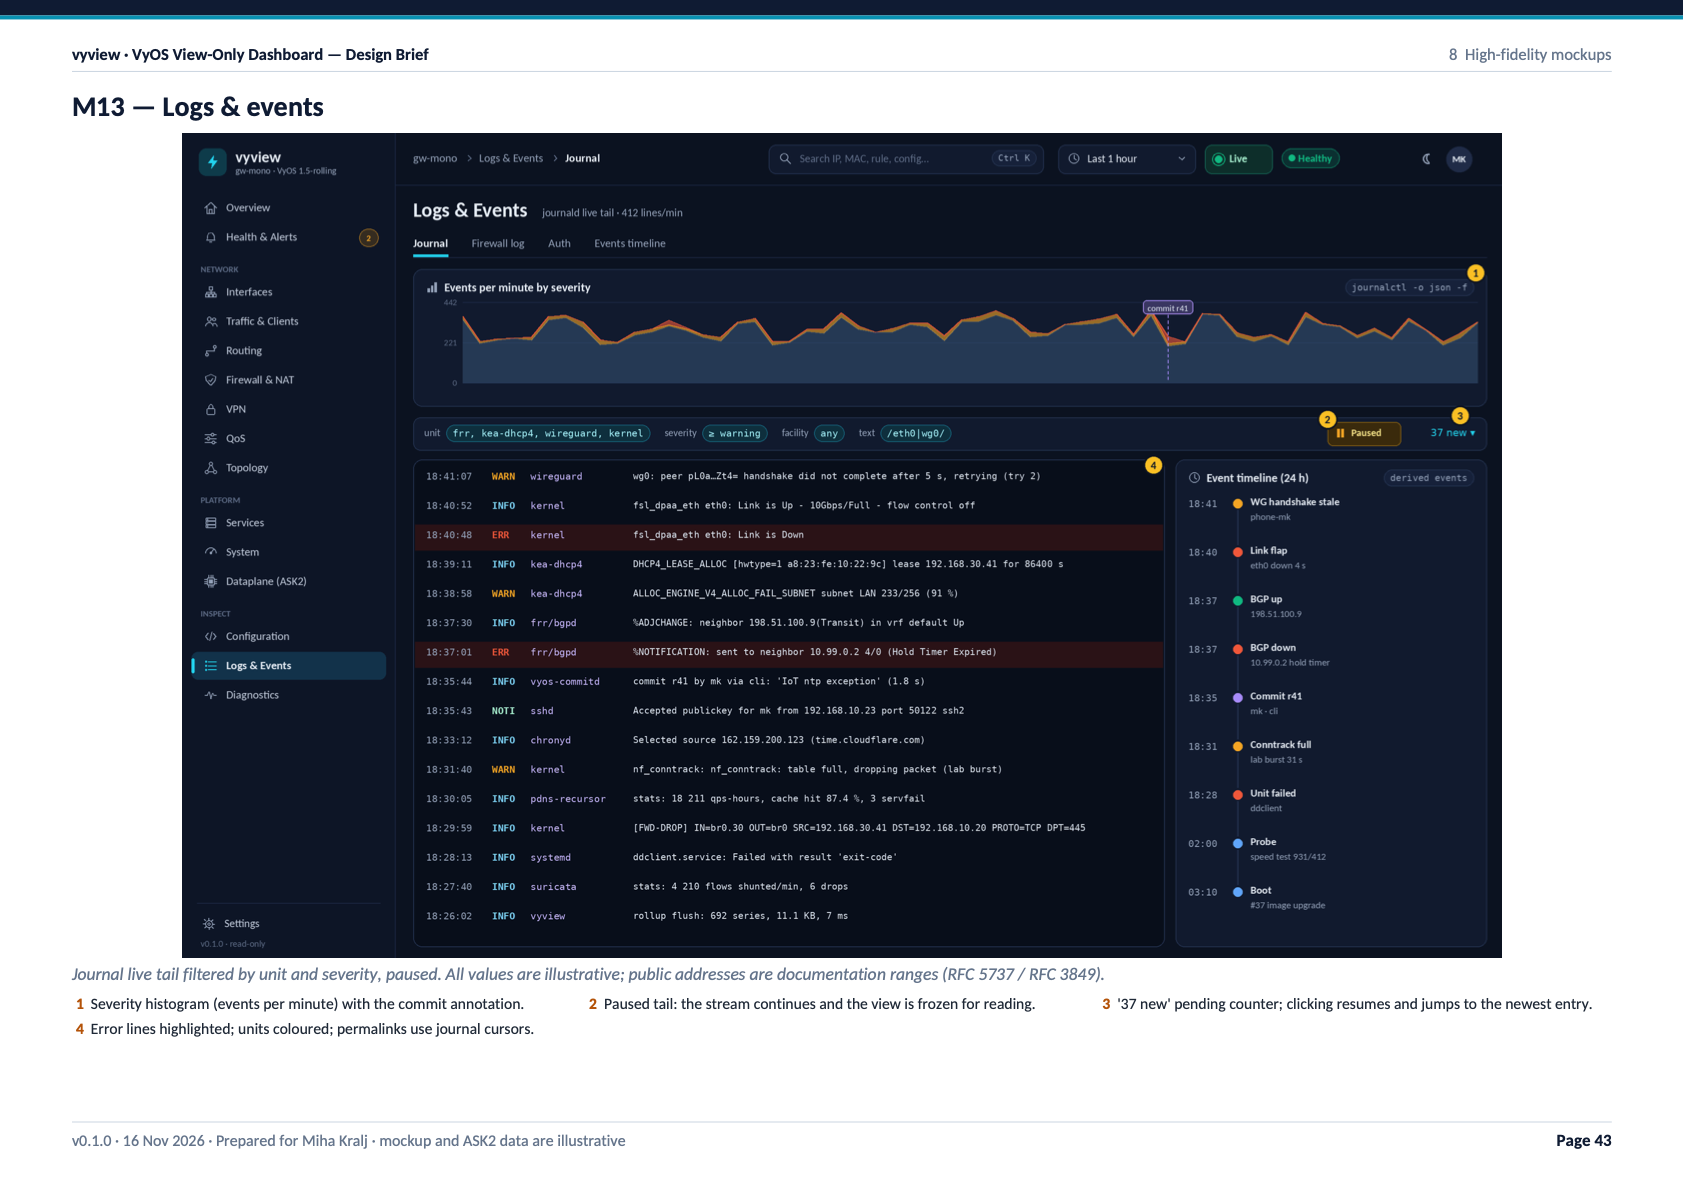 vyview · VyOS View-Only Dashboard — Design Brief
8 High-fidelity mockups
M13 — Logs & events
vyview
gw-mono · VyOS 1.5-rolling
Overview
Health & Alerts
2
NETWORK
Interfaces
Traffic & Clients
Routing
Firewall & NAT
VPN
QoS
Topology
PLATFORM
Services
System
Dataplane (ASK2)
INSPECT
Configuration
Logs & Events
Diagnostics
Settings
v0.1.0 · read-only
gw-mono > Logs & Events > Journal
Search IP, MAC, rule, config...
Ctrl K
Last 1 hour
Live
Healthy
MK
Logs & Events
journald live tail · 412 lines/min
Journal
Firewall log
Auth
Events timeline
1
Events per minute by severity
journalctl -o json -f
442
221
0
commit r41
unit frr, kea-dhcp4, wireguard, kernel severity ≥ warning facility any text /eth0|wg0/
2
Paused
3
37 new ▾
4
18:41:07 WARN wireguard wg0: peer pL0a…Zt4= handshake did not complete after 5 s, retrying (try 2)
18:40:52 INFO kernel fsl_dpaa_eth eth0: Link is Up - 10Gbps/Full - flow control off
18:40:48 ERR kernel fsl_dpaa_eth eth0: Link is Down
18:39:11 INFO kea-dhcp4 DHCP4_LEASE_ALLOC [hwtype=1 a8:23:fe:10:22:9c] lease 192.168.30.41 for 86400 s
18:38:58 WARN kea-dhcp4 ALLOC_ENGINE_V4_ALLOC_FAIL_SUBNET subnet LAN 233/256 (91 %)
18:37:30 INFO frr/bgpd %ADJCHANGE: neighbor 198.51.100.9(Transit) in vrf default Up
18:37:01 ERR frr/bgpd %NOTIFICATION: sent to neighbor 10.99.0.2 4/0 (Hold Timer Expired)
18:35:44 INFO vyos-commitd commit r41 by mk via cli: 'IoT ntp exception' (1.8 s)
18:35:43 NOTI sshd Accepted publickey for mk from 192.168.10.23 port 50122 ssh2
18:33:12 INFO chronyd Selected source 162.159.200.123 (time.cloudflare.com)
18:31:40 WARN kernel nf_conntrack: nf_conntrack: table full, dropping packet (lab burst)
18:30:05 INFO pdns-recursor stats: 18 211 qps-hours, cache hit 87.4 %, 3 servfail
18:29:59 INFO kernel [FWD-DROP] IN=br0.30 OUT=br0 SRC=192.168.30.41 DST=192.168.10.20 PROTO=TCP DPT=445
18:28:13 INFO systemd ddclient.service: Failed with result 'exit-code'
18:27:40 INFO suricata stats: 4 210 flows shunted/min, 6 drops
18:26:02 INFO vyview rollup flush: 692 series, 11.1 KB, 7 ms
Event timeline (24 h)
derived events
18:41 WG handshake stale
phone-mk
18:40 Link flap
eth0 down 4 s
18:37 BGP up
198.51.100.9
18:37 BGP down
10.99.0.2 hold timer
18:35 Commit r41
mk · cli
18:31 Conntrack full
lab burst 31 s
18:28 Unit failed
ddclient
02:00 Probe
speed test 931/412
03:10 Boot
#37 image upgrade
Journal live tail filtered by unit and severity, paused. All values are illustrative; public addresses are documentation ranges (RFC 5737 / RFC 3849).
1 Severity histogram (events per minute) with the commit annotation.
2 Paused tail: the stream continues and the view is frozen for reading.
3 '37 new' pending counter; clicking resumes and jumps to the newest entry.
4 Error lines highlighted; units coloured; permalinks use journal cursors.
v0.1.0 · 16 Nov 2026 · Prepared for Miha Kralj · mockup and ASK2 data are illustrative
Page 43